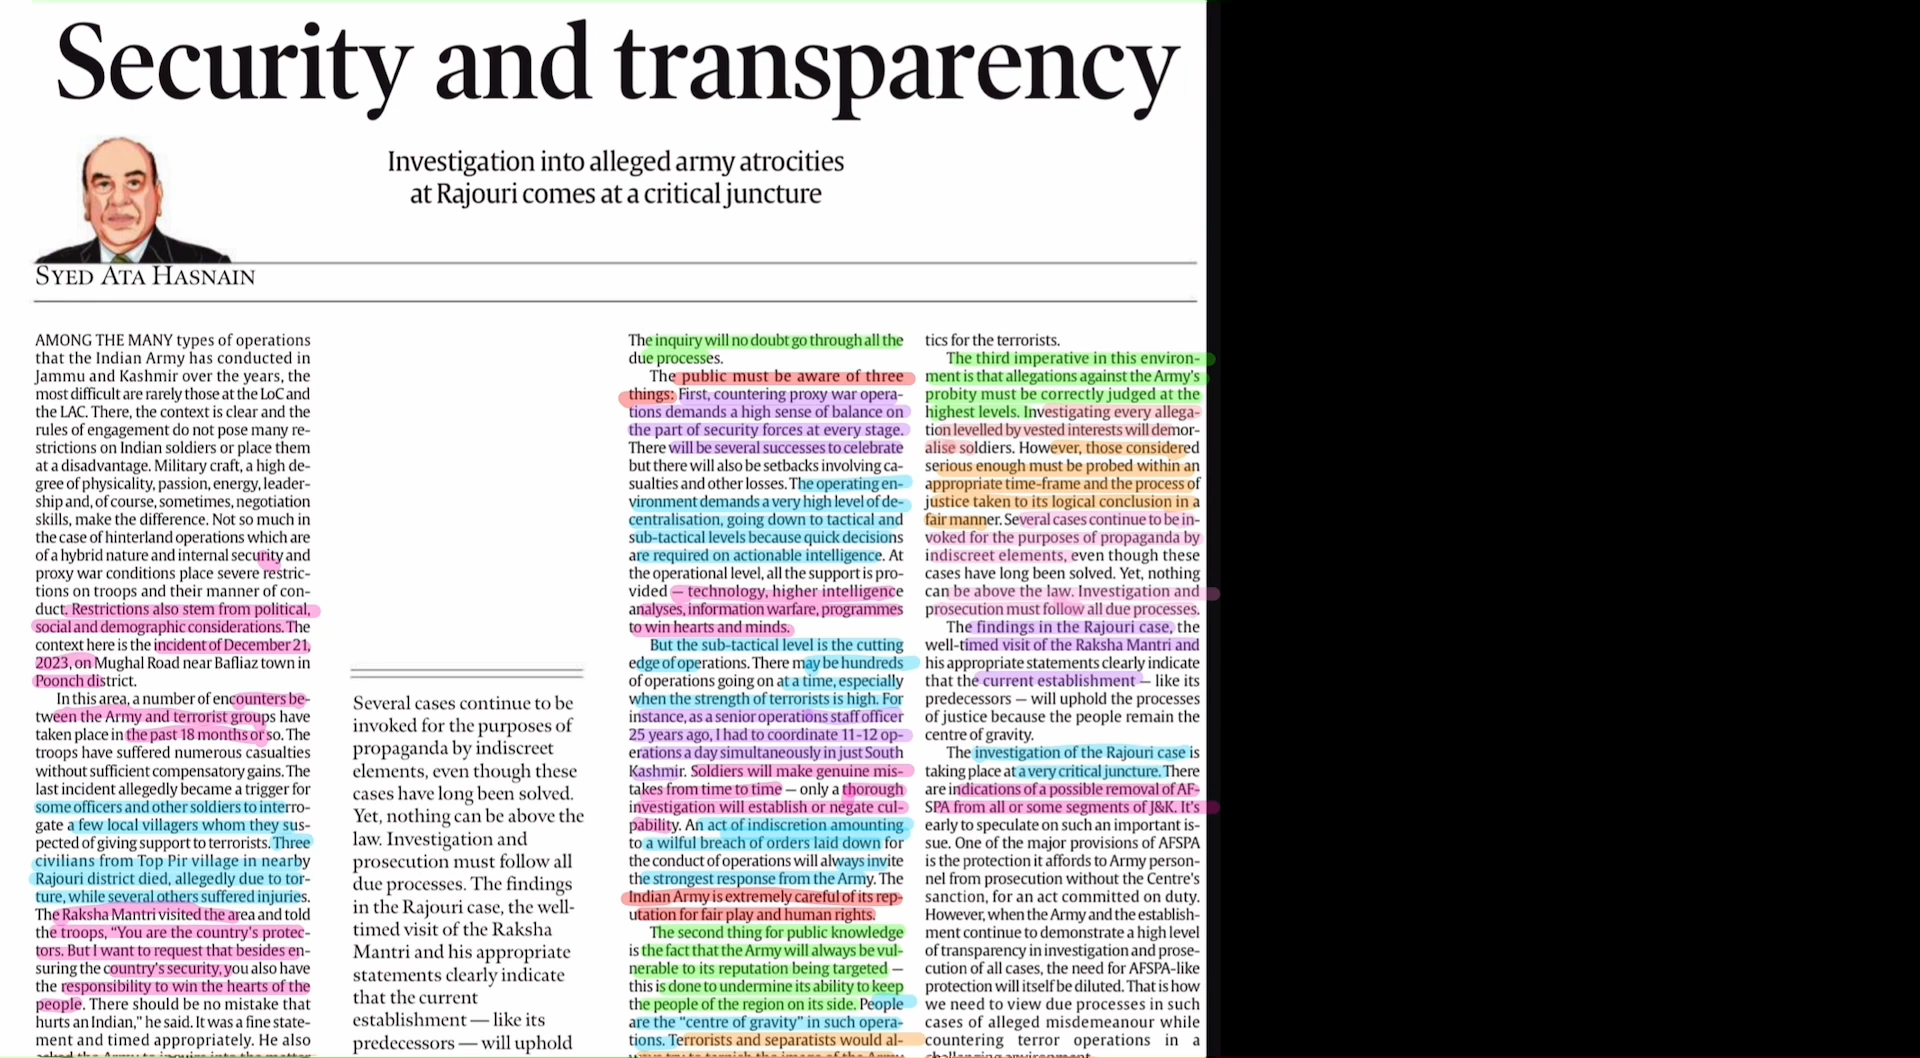 Security and transparency
Investigation into alleged army atrocities
at Rajouri comes at a critical juncture
SYED ATA HASNAIN
AMONG THE MANY types of operations
that the Indian Army has conducted in
Jammu and Kashmir over the years, the
most difficult are rarely those at the LoC and
the LAC. There, the context is clear and the
rules of engagement do not pose many re-
strictions on Indian soldiers or place them
at a disadvantage. Military craft, a high de-
gree of physicality, passion, energy, leader-
ship and, of course, sometimes, negotiation
skills, make the difference. Not so much in
the case of hinterland operations which are
of a hybrid nature and internal security and
proxy war conditions place severe restric-
tions on troops and their manner of con-
duct. Restrictions also stem from political,
social and demographic considerations. The
context here is the incident of December 21,
2023, on Mughal Road near Bafliaz town in
Poonch district.
In this area, a number of encounters be-
tween the Army and terrorist groups have
taken place in the past 18 months or so. The
troops have suffered numerous casualties
without sufficient compensatory gains. The
last incident allegedly became a trigger for
some officers and other soldiers to interro-
gate a few local villagers whom they sus-
pected of giving support to terrorists. Three
civilians from Top Pir village in nearby
Rajouri district died, allegedly due to tor-
ture, while several others suffered injuries.
The Raksha Mantri visited the area and told
the troops, “You are the country’s protec-
tors. But I want to request that besides en-
suring the country’s security, you also have
the responsibility to win the hearts of the
people. There should be no mistake that
hurts an Indian,” he said. It was a fine state-
ment and timed appropriately. He also
asked the Army to inquire into the matter
Several cases continue to be
invoked for the purposes of
propaganda by indiscreet
elements, even though these
cases have long been solved.
Yet, nothing can be above the
law. Investigation and
prosecution must follow all
due processes. The findings
in the Rajouri case, the well-
timed visit of the Raksha
Mantri and his appropriate
statements clearly indicate
that the current
establishment — like its
predecessors — will uphold
The inquiry will no doubt go through all the
due processes.
The public must be aware of three
things: First, countering proxy war opera-
tions demands a high sense of balance on
the part of security forces at every stage.
There will be several successes to celebrate
but there will also be setbacks involving ca-
sualties and other losses. The operating en-
vironment demands a very high level of de-
centralisation, going down to tactical and
sub-tactical levels because quick decisions
are required on actionable intelligence. At
the operational level, all the support is pro-
vided — technology, higher intelligence
analyses, information warfare, programmes
to win hearts and minds.
But the sub-tactical level is the cutting
edge of operations. There may be hundreds
of operations going on at a time, especially
when the strength of terrorists is high. For
instance, as a senior operations staff officer
25 years ago, I had to coordinate 11-12 op-
erations a day simultaneously in just South
Kashmir. Soldiers will make genuine mis-
takes from time to time — only a thorough
investigation will establish or negate cul-
pability. An act of indiscretion amounting
to a wilful breach of orders laid down for
the conduct of operations will always invite
the strongest response from the Army. The
Indian Army is extremely careful of its rep-
utation for fair play and human rights.
The second thing for public knowledge
is the fact that the Army will always be vul-
nerable to its reputation being targeted —
this is done to undermine its ability to keep
the people of the region on its side. People
are the “centre of gravity” in such opera-
tions. Terrorists and separatists would al-
ways try to tarnish the image of the Army
tics for the terrorists.
The third imperative in this environ-
ment is that allegations against the Army’s
probity must be correctly judged at the
highest levels. Investigating every allega-
tion levelled by vested interests will demor-
alise soldiers. However, those considered
serious enough must be probed within an
appropriate time-frame and the process of
justice taken to its logical conclusion in a
fair manner. Several cases continue to be in-
voked for the purposes of propaganda by
indiscreet elements, even though these
cases have long been solved. Yet, nothing
can be above the law. Investigation and
prosecution must follow all due processes.
The findings in the Rajouri case, the
well-timed visit of the Raksha Mantri and
his appropriate statements clearly indicate
that the current establishment — like its
predecessors — will uphold the processes
of justice because the people remain the
centre of gravity.
The investigation of the Rajouri case is
taking place at a very critical juncture. There
are indications of a possible removal of AF-
SPA from all or some segments of J&K. It’s
early to speculate on such an important is-
sue. One of the major provisions of AFSPA
is the protection it affords to Army person-
nel from prosecution without the Centre’s
sanction, for an act committed on duty.
However, when the Army and the establish-
ment continue to demonstrate a high level
of transparency in investigation and prose-
cution of all cases, the need for AFSPA-like
protection will itself be diluted. That is how
we need to view due processes in such
cases of alleged misdemeanour while
countering terror operations in a
challenging environment.